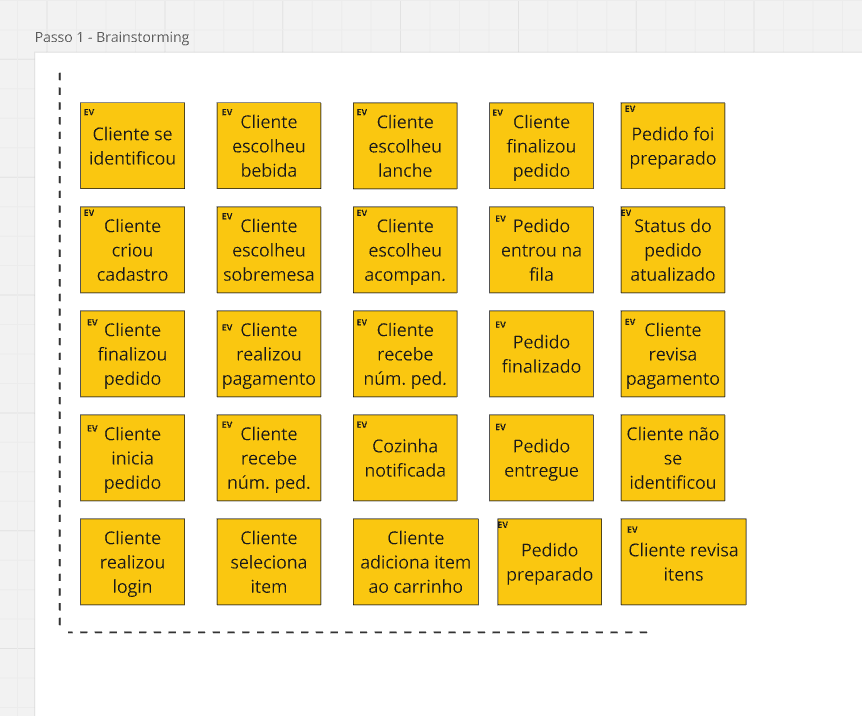 Passo 1 - Brainstorming
EV
Cliente se
identificou
EV
Cliente
escolheu
bebida
EV
Cliente
escolheu
lanche
EV
Cliente
finalizou
pedido
EV
Pedido foi
preparado
EV
Cliente
criou
cadastro
EV
Cliente
escolheu
sobremesa
EV
Cliente
escolheu
acompan.
EV
Pedido
entrou na
fila
EV
Status do
pedido
atualizado
EV
Cliente
finalizou
pedido
EV
Cliente
realizou
pagamento
EV
Cliente
recebe
núm. ped.
EV
Pedido
finalizado
EV
Cliente
revisa
pagamento
EV
Cliente
inicia
pedido
EV
Cliente
recebe
núm. ped.
EV
Cozinha
notificada
EV
Pedido
entregue
Cliente não
se
identificou
Cliente
realizou
login
Cliente
seleciona
item
Cliente
adiciona item
ao carrinho
EV
Pedido
preparado
EV
Cliente revisa
itens